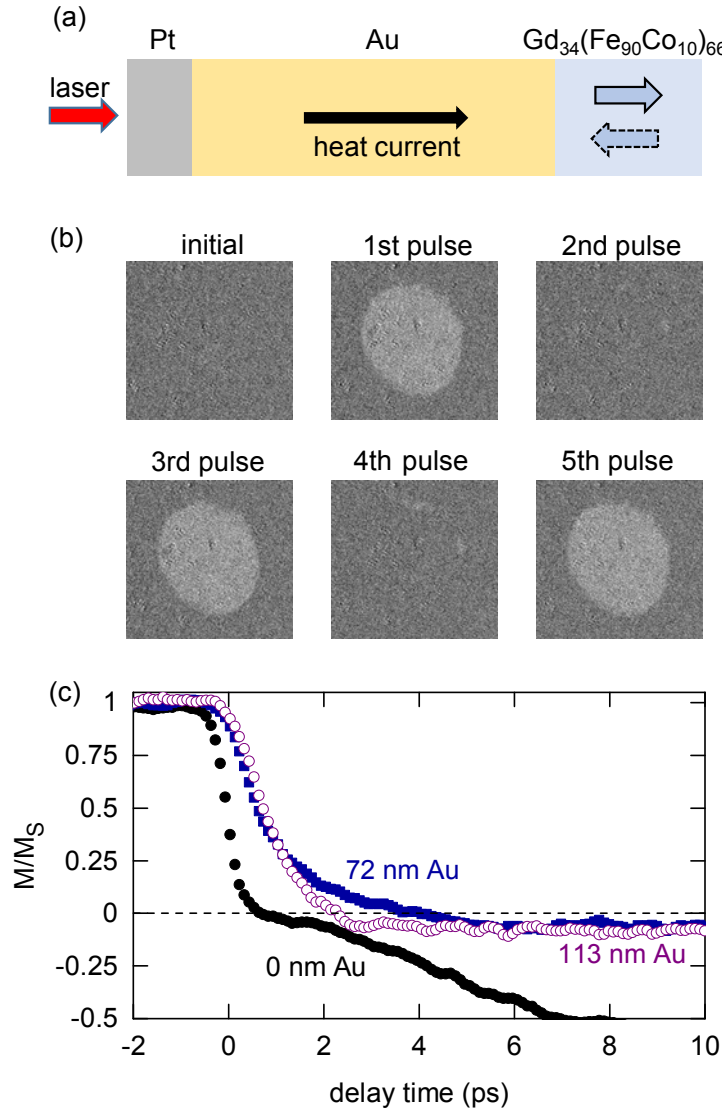 (a)
Pt Au Gd₃₄(Fe₉₀Co₁₀)₆₆
laser
heat current
(b)
initial 1st pulse 2nd pulse
3rd pulse 4th pulse 5th pulse
(c)
1
0.75
0.5
0.25
0
-0.25
-0.5
M/M_S
72 nm Au
0 nm Au
113 nm Au
-2 0 2 4 6 8 10
delay time (ps)